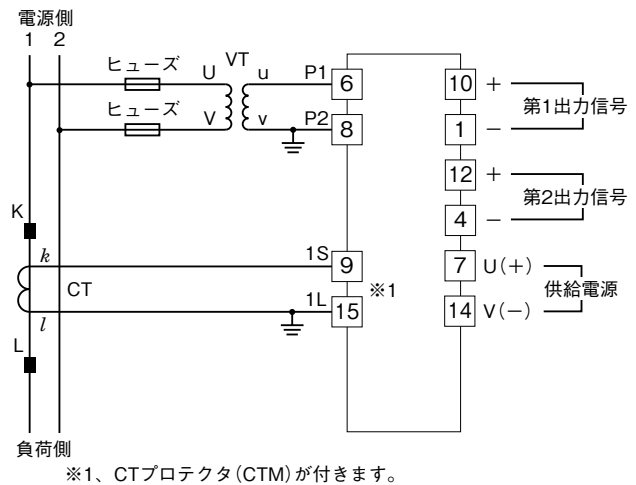 電源側
1 2
ヒューズ U VT u P1 6 10 +
第1出力信号
ヒューズ V v P2 8 1 −
12 +
第2出力信号
K 4 −
k 1S 9 7 U(+)
CT ※1 供給電源
l 1L 15 14 V(−)
L
負荷側
※1、CTプロテクタ(CTM)が付きます。